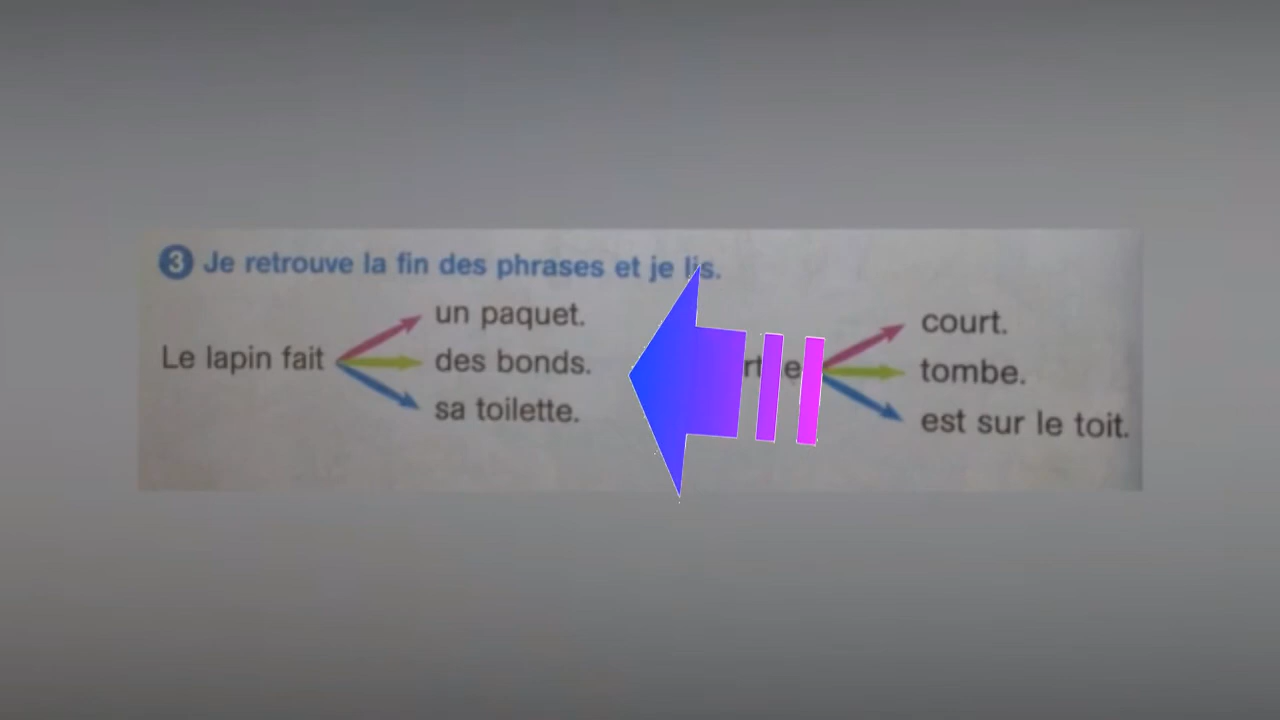 3 Je retrouve la fin des phrases et je lis.
Le lapin fait
un paquet.
des bonds.
sa toilette.
court.
tombe.
est sur le toit.